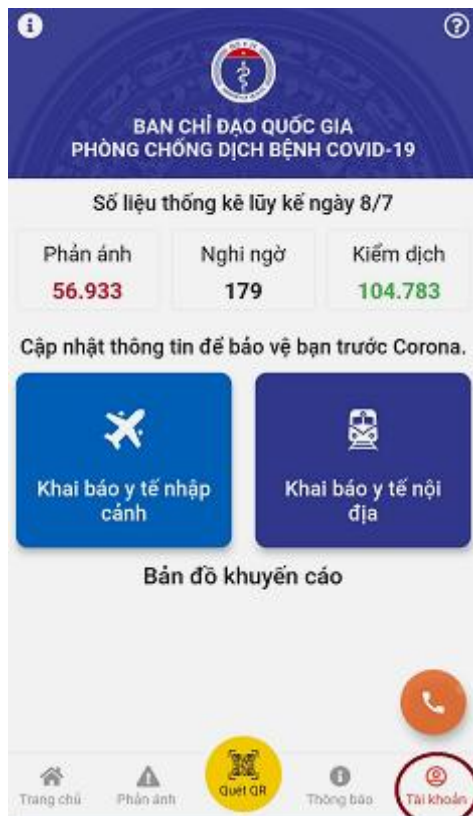 BAN CHỈ ĐẠO QUỐC GIA
PHÒNG CHỐNG DỊCH BỆNH COVID-19
Số liệu thống kê lũy kế ngày 8/7
Phản ánh
Nghi ngờ
Kiểm dịch
56.933
179
104.783
Cập nhật thông tin để bảo vệ bạn trước Corona.
Khai báo y tế nhập
cảnh
Khai báo y tế nội
địa
Bản đồ khuyến cáo
Trang chủ
Phản ánh
Quét QR
Thông báo
Tài khoản